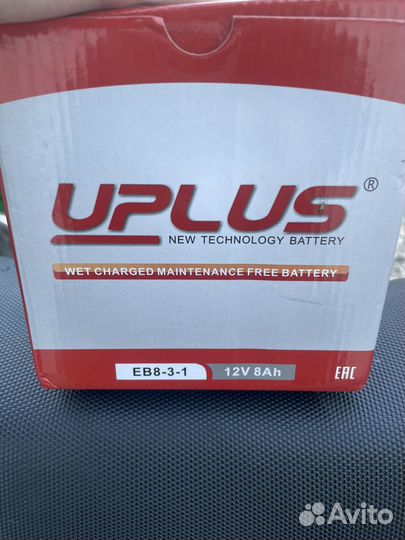 UPLUS®
NEW TECHNOLOGY BATTERY
WET CHARGED MAINTENANCE FREE BATTERY
EB8-3-1 12V 8Ah
EAC
Avito